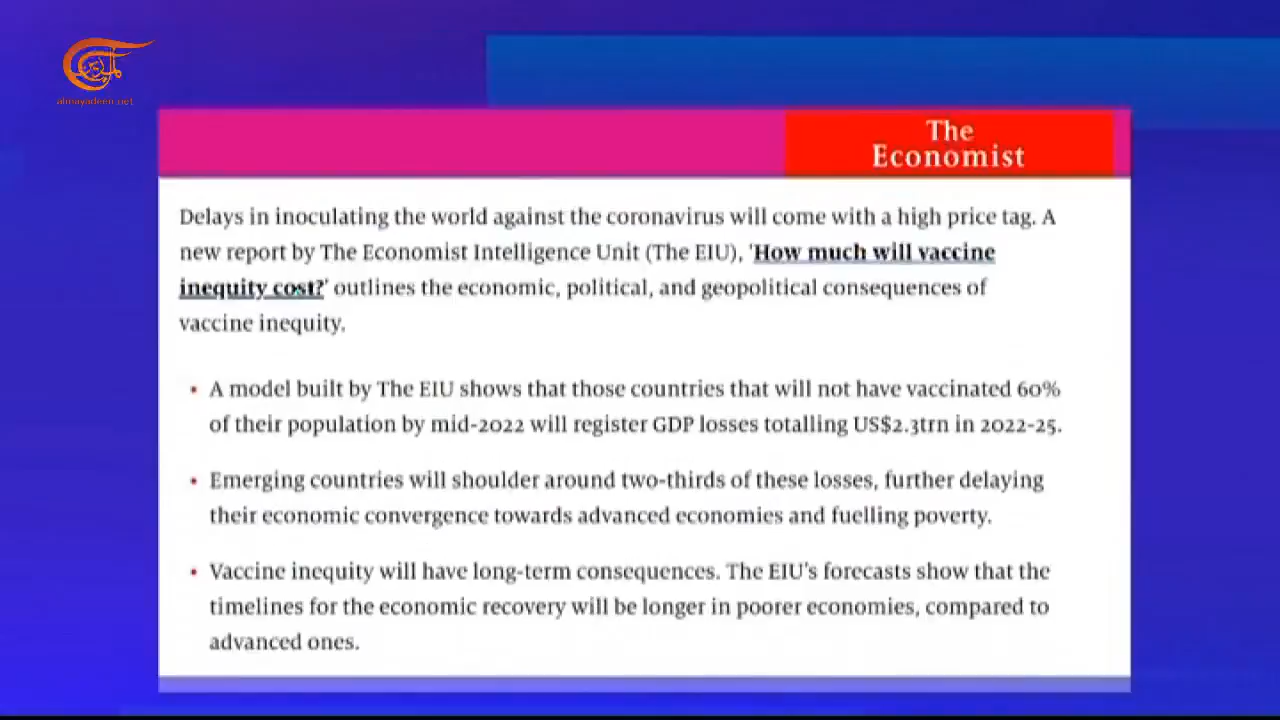 الميادين
almayadeen.net
The
Economist
Delays in inoculating the world against the coronavirus will come with a high price tag. A
new report by The Economist Intelligence Unit (The EIU), 'How much will vaccine
inequity cost?' outlines the economic, political, and geopolitical consequences of
vaccine inequity.
• A model built by The EIU shows that those countries that will not have vaccinated 60%
of their population by mid-2022 will register GDP losses totalling US$2.3trn in 2022-25.
• Emerging countries will shoulder around two-thirds of these losses, further delaying
their economic convergence towards advanced economies and fuelling poverty.
• Vaccine inequity will have long-term consequences. The EIU's forecasts show that the
timelines for the economic recovery will be longer in poorer economies, compared to
advanced ones.